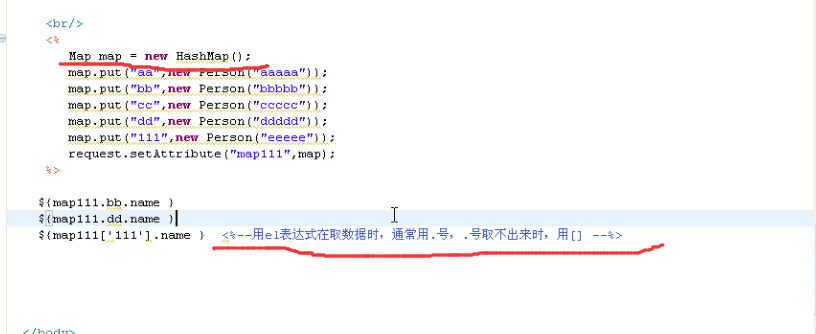 <br/>
<%
Map map = new HashMap();
map.put("aa",new Person("aaaaa"));
map.put("bb",new Person("bbbbb"));
map.put("cc",new Person("ccccc"));
map.put("dd",new Person("ddddd"));
map.put("111",new Person("eeeee"));
request.setAttribute("map111",map);
%>
${map111.bb.name }
${map111.dd.name }
${map111['111'].name } <%--用el表达式在取数据时，通常用.号，.号取不出来时，用[] --%>
</body>